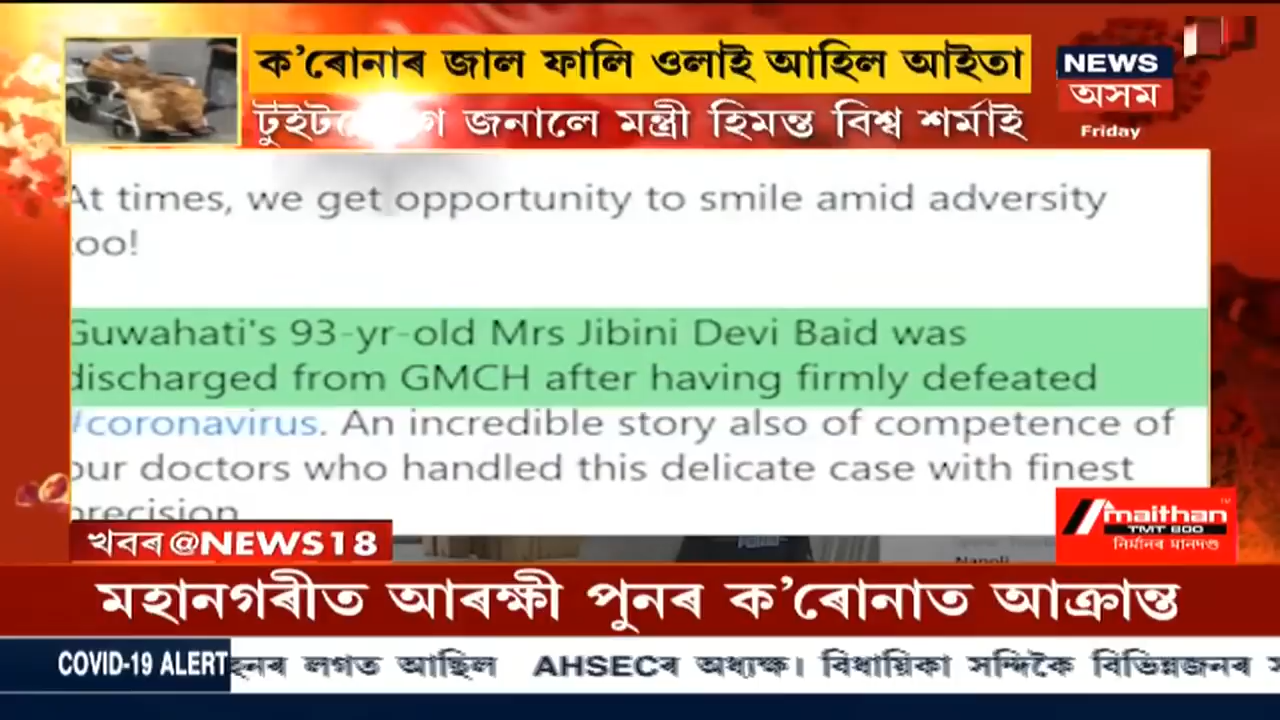 ক'ৰোনাৰ জাল ফালি ওলাই আহিল আইতা
জনালে মন্ত্ৰী হিমন্ত বিশ্ব শৰ্মাই
NEWS
অসম
Friday
At times, we get opportunity to smile amid adversity
too!
Guwahati's 93-yr-old Mrs Jibini Devi Baid was
discharged from GMCH after having firmly defeated
#coronavirus. An incredible story also of competence of
our doctors who handled this delicate case with finest
precision
খবৰ@NEWS18
maithan
TMT 800
নিৰ্মানৰ মানদণ্ড
Napoli
মহানগৰীত আৰক্ষী পুনৰ ক'ৰোনাত আক্ৰান্ত
COVID-19 ALERT
লগত আছিল AHSECৰ অধ্যক্ষ। বিধায়িকা সন্দিকৈ বিভিন্নজনৰ